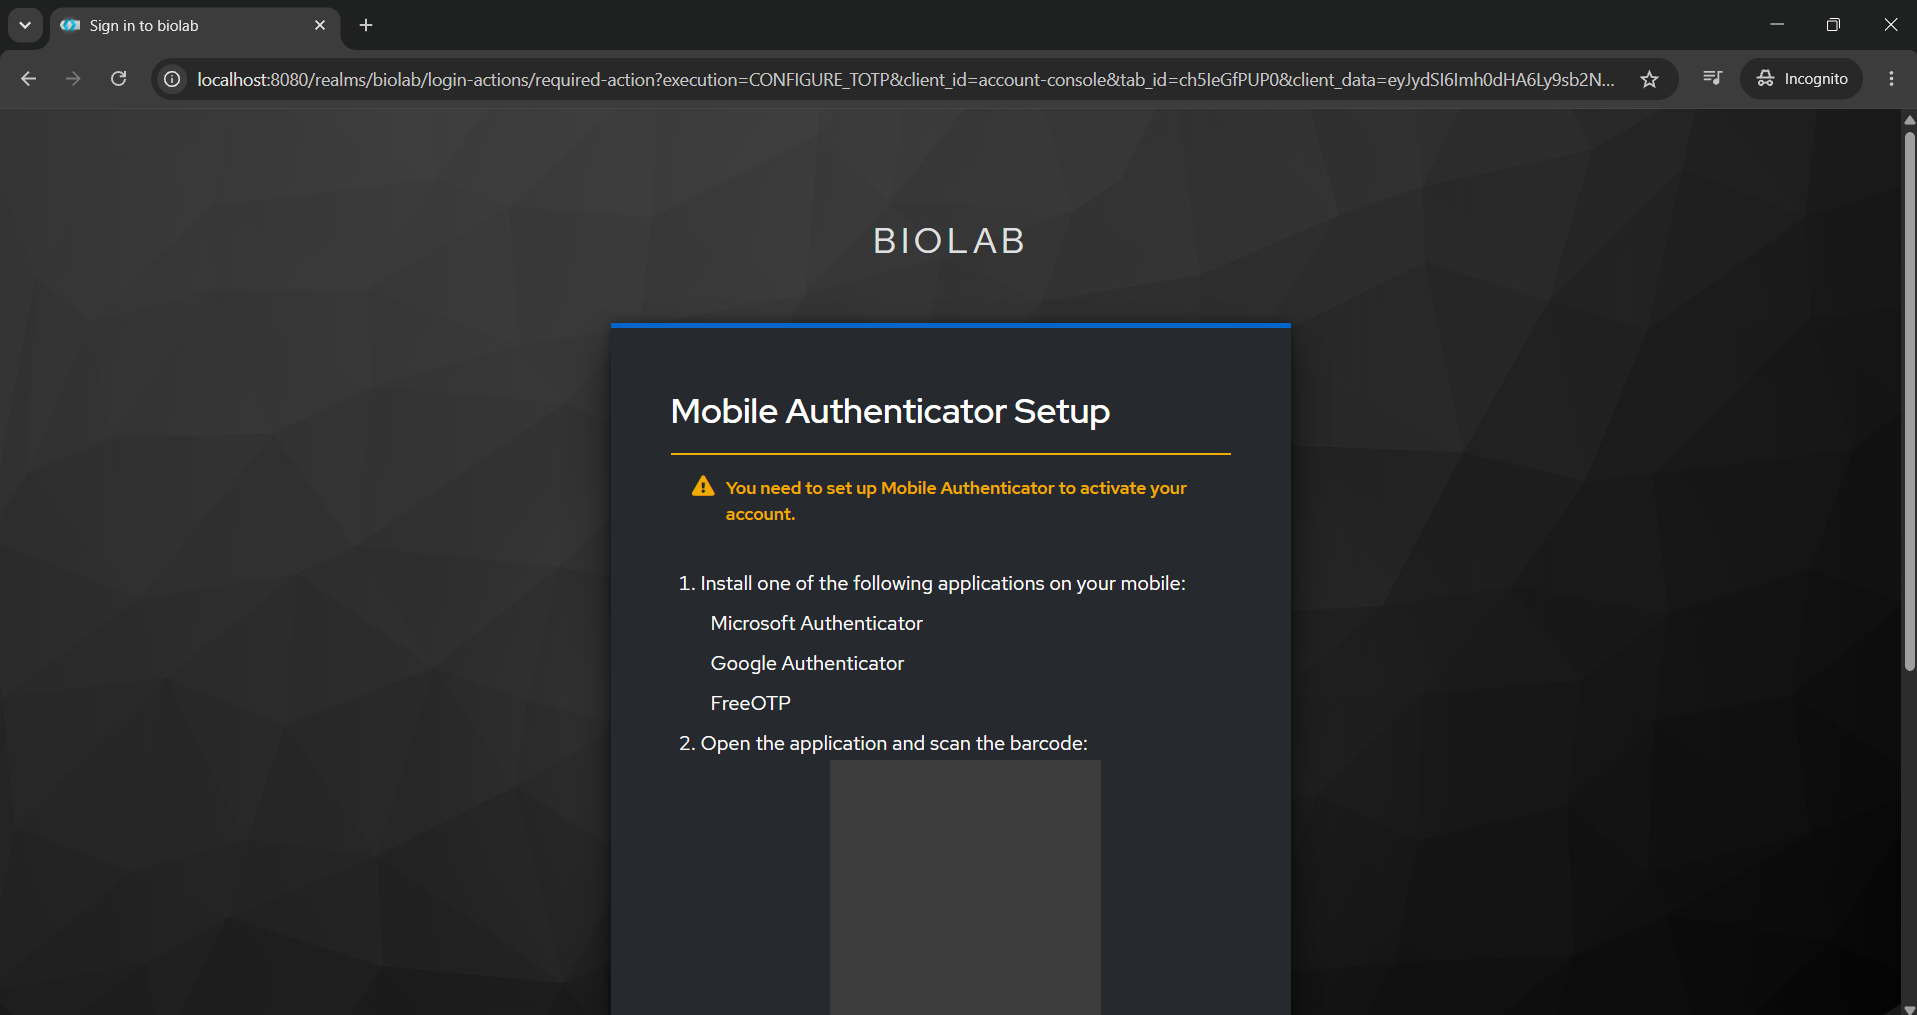 Sign in to biolab
localhost:8080/realms/biolab/login-actions/required-action?execution=CONFIGURE_TOTP&client_id=account-console&tab_id=ch5IeGfPUP0&client_data=eyJydSI6Imh0dHA6Ly9sb2N...
Incognito
BIOLAB
Mobile Authenticator Setup
You need to set up Mobile Authenticator to activate your
account.
1. Install one of the following applications on your mobile:
Microsoft Authenticator
Google Authenticator
FreeOTP
2. Open the application and scan the barcode: